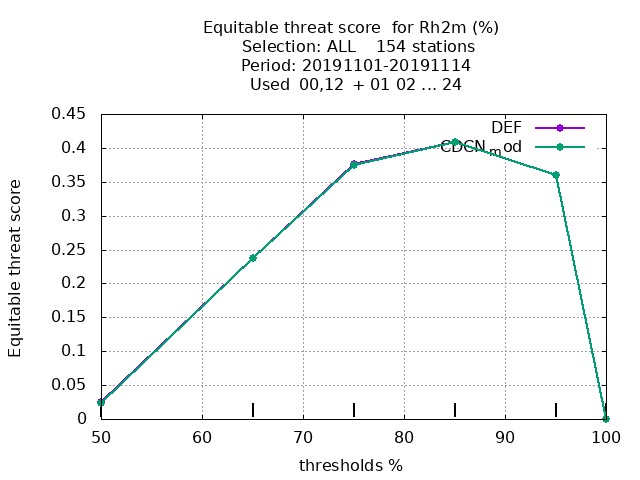 Equitable threat score  for Rh2m (%)
Selection: ALL    154 stations
Period: 20191101-20191114
Used  00,12  + 01 02 ... 24
0.45
0.4
0.35
0.3
0.25
0.2
0.15
0.1
0.05
0
Equitable threat score
DEF
CDCN_mod
50 60 70 80 90 100
thresholds %